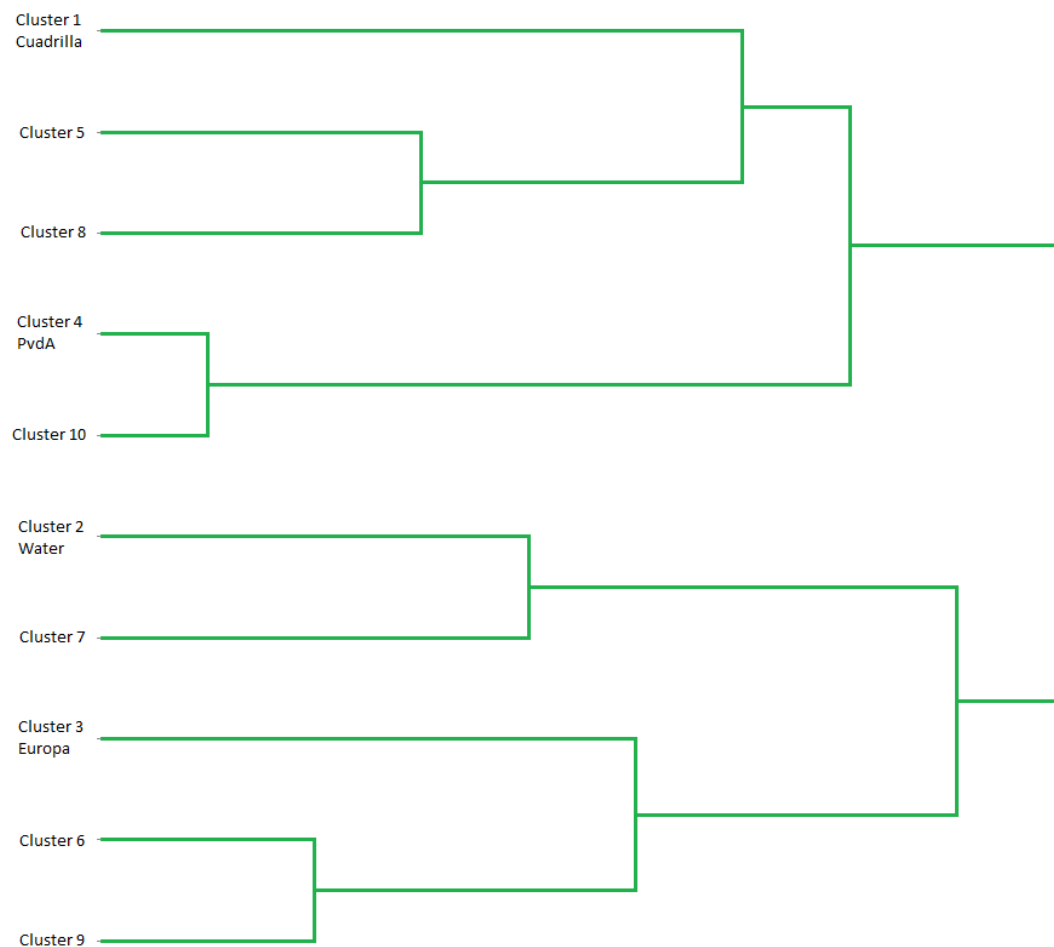 Cluster 1
Cuadrilla
Cluster 5
Cluster 8
Cluster 4
PvdA
Cluster 10
Cluster 2
Water
Cluster 7
Cluster 3
Europa
Cluster 6
Cluster 9